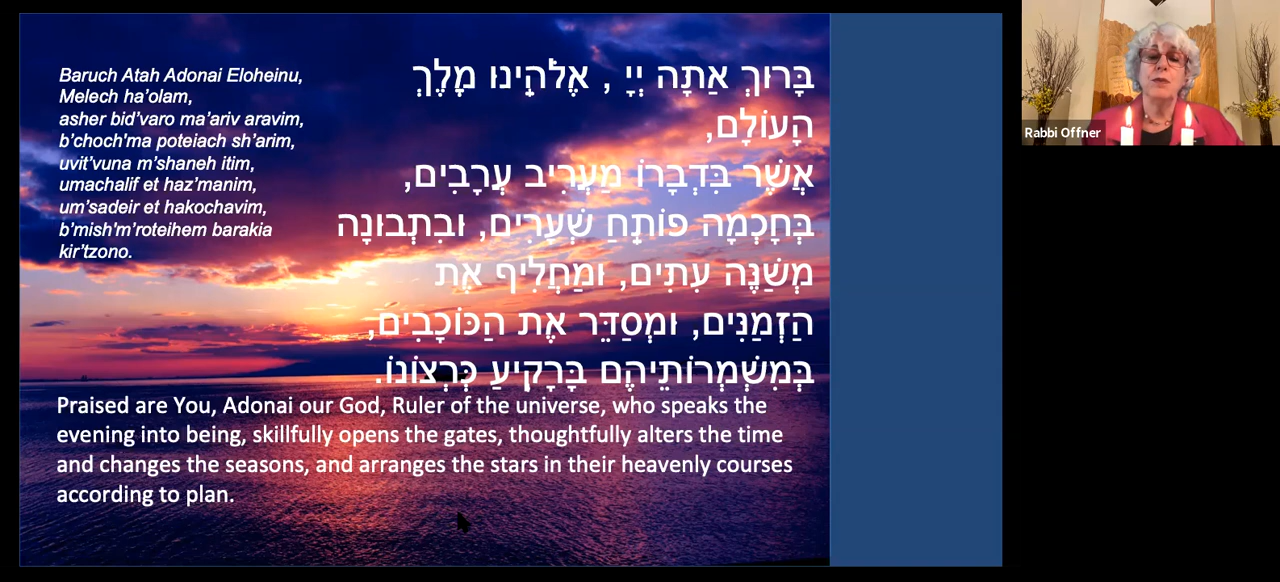 Baruch Atah Adonai Eloheinu,
Melech ha’olam,
asher bid’varo ma’ariv aravim,
b’choch’ma poteiach sh’arim,
uvit’vuna m’shaneh itim,
umachalif et haz’manim,
um’sadeir et hakochavim,
b’mish'm’roteihem barakia
kir’tzono.
בָּרוּךְ אַתָּה יְיָ , אֱלֹהֵֽינוּ מֶֽלֶךְ
הָעוֹלָם,
אֲשֶׁר בִּדְבָרוֹ מַעֲרִיב עֲרָבִים,
בְּחָכְמָה פּוֹתֵֽחַ שְׁעָרִים, וּבִתְבוּנָה
מְשַׁנֶּה עִתִּים, וּמַחֲלִיף אֶת
הַזְּמַנִּים, וּמְסַדֵּר אֶת הַכּוֹכָבִים,
בְּמִשְׁמְרוֹתֵיהֶם בָּרָקִֽיעַ כִּרְצוֹנוֹ.
Praised are You, Adonai our God, Ruler of the universe, who speaks the
evening into being, skillfully opens the gates, thoughtfully alters the time
and changes the seasons, and arranges the stars in their heavenly courses
according to plan.
Rabbi Offner